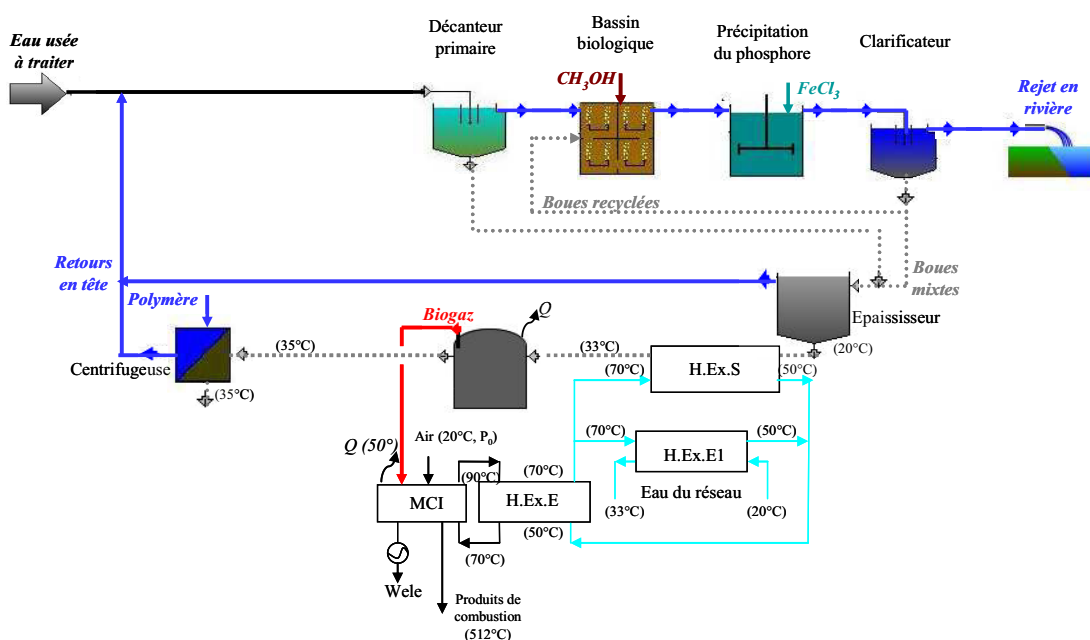 Eau usée
à traiter
Décanteur
primaire
Bassin
biologique
Précipitation
du phosphore
Clarificateur
CH3OH
FeCl3
Rejet en
rivière
Boues recyclées
Boues
mixtes
Retours
en tête
Polymère
Biogaz
Q
Epaississeur
(20°C)
(35°C)
(33°C)
Centrifugeuse
(35°C)
(70°C)
H.Ex.S
(50°C)
Q (50°)
Air (20°C, P0)
(70°C)
(50°C)
H.Ex.E1
(90°C)
(70°C)
MCI
H.Ex.E
Eau du réseau
(33°C)
(20°C)
(50°C)
(70°C)
Wele
Produits de
combustion
(512°C)